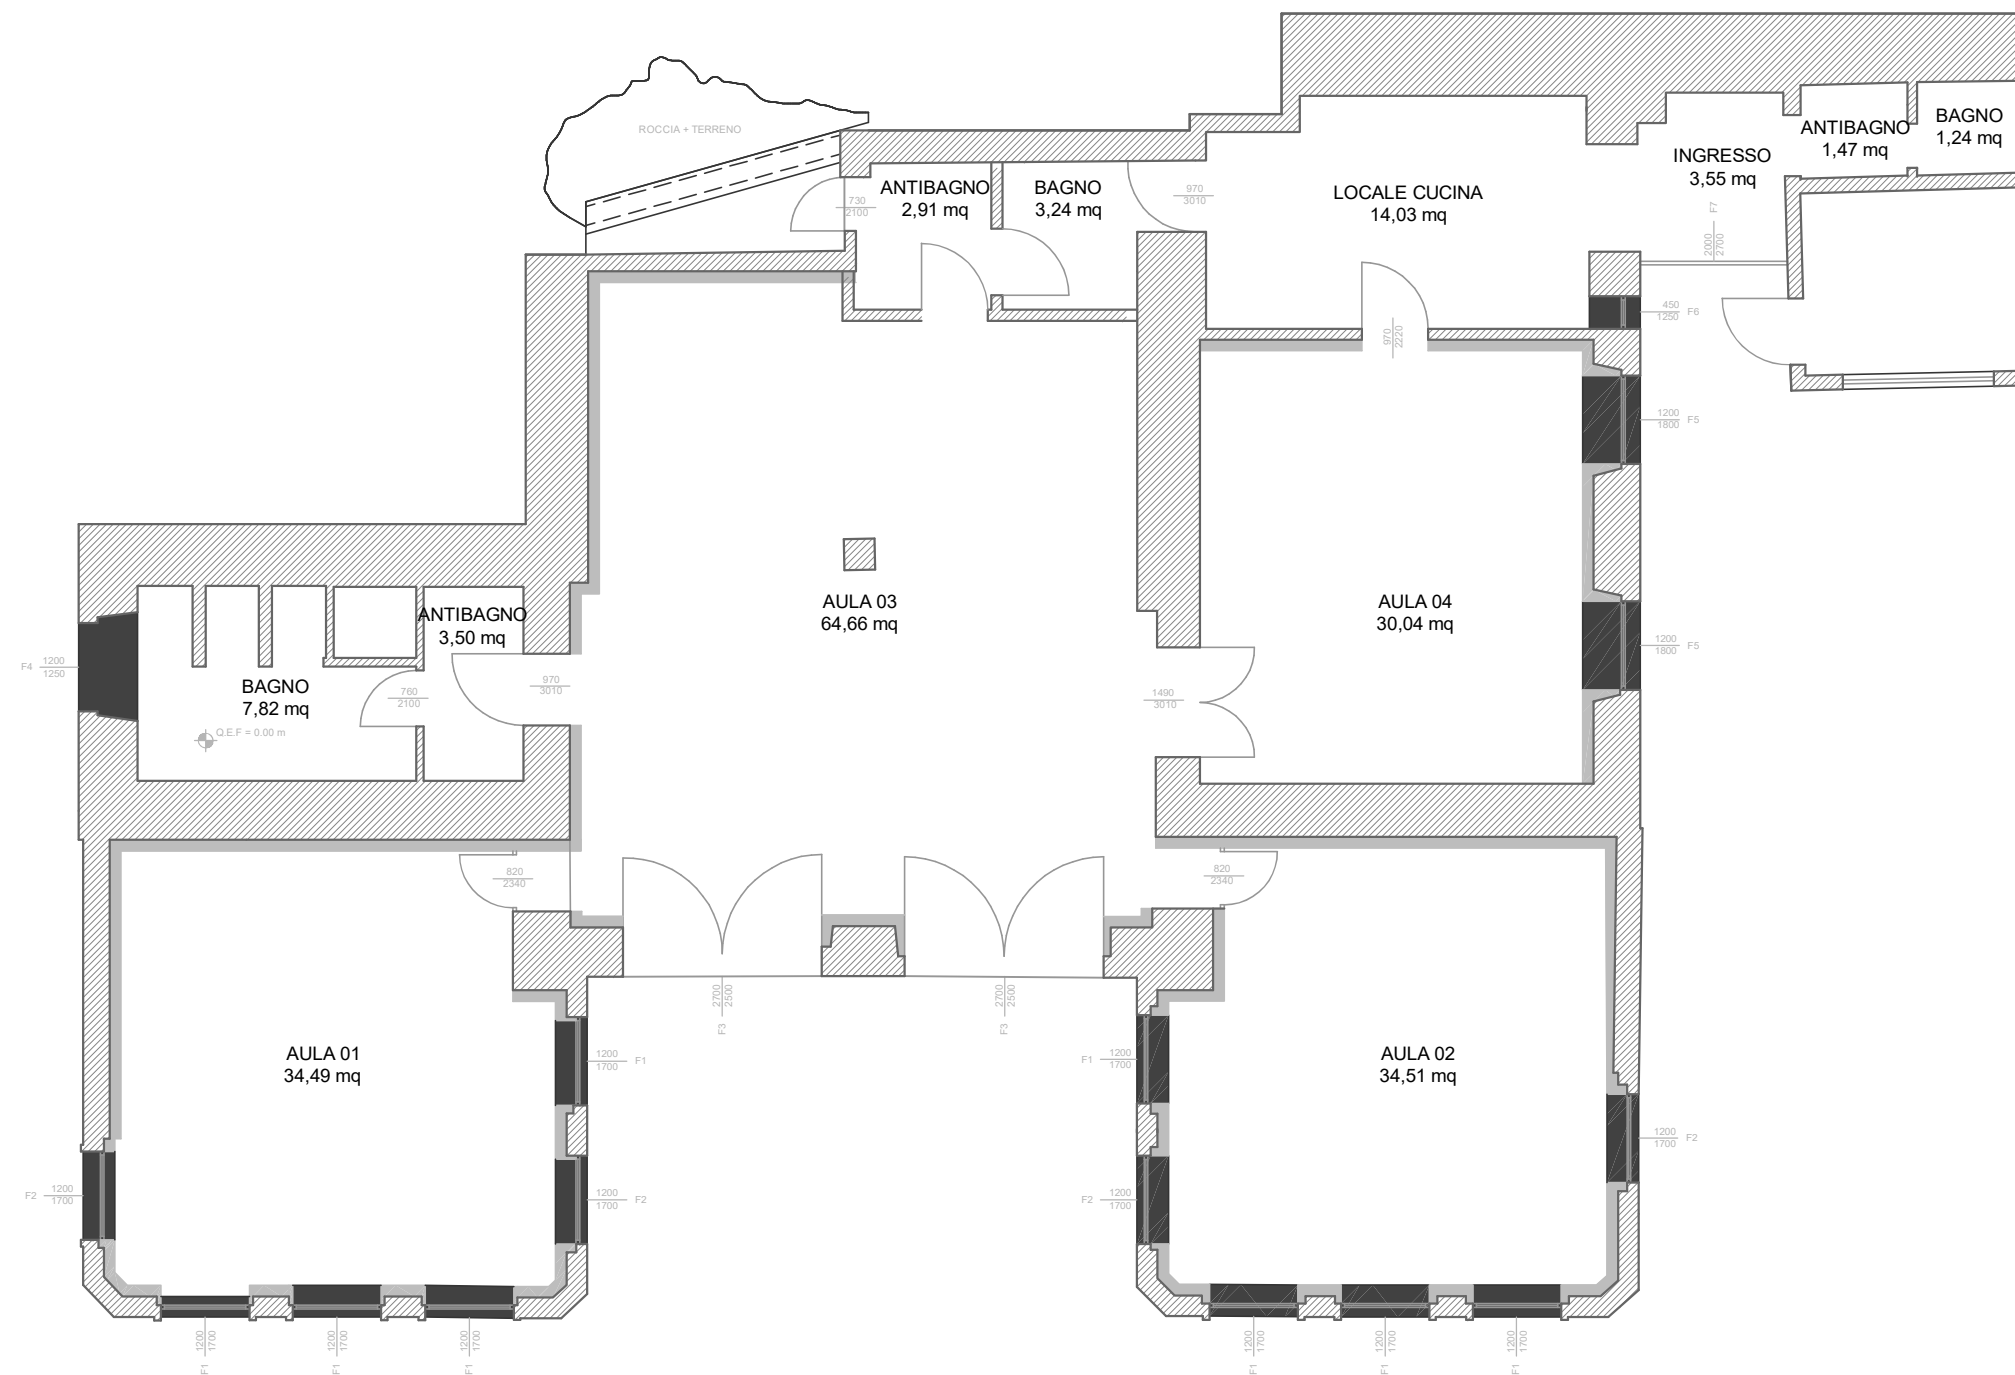 ROCCIA + TERRENO
ANTIBAGNO
1,47 mq
BAGNO
1,24 mq
INGRESSO
3,55 mq
F7
2000
2700
ANTIBAGNO
2,91 mq
BAGNO
3,24 mq
LOCALE CUCINA
14,03 mq
730
2100
970
3010
970
2220
450
1250
F6
1200
1800
F5
AULA 03
64,66 mq
AULA 04
30,04 mq
ANTIBAGNO
3,50 mq
F4
1200
1250
BAGNO
7,82 mq
Q.E.F = 0.00 m
760
2100
970
3010
1490
3010
1200
1800
F5
820
2340
820
2340
2700
2500
F3
2700
2500
F3
AULA 01
34,49 mq
1200
1700
F1
F1
1200
1700
AULA 02
34,51 mq
1200
1700
F2
F2
1200
1700
1200
1700
F2
F2
1200
1700
1200
1700
F1
1200
1700
F1
1200
1700
F1
1200
1700
F1
1200
1700
F1
1200
1700
F1